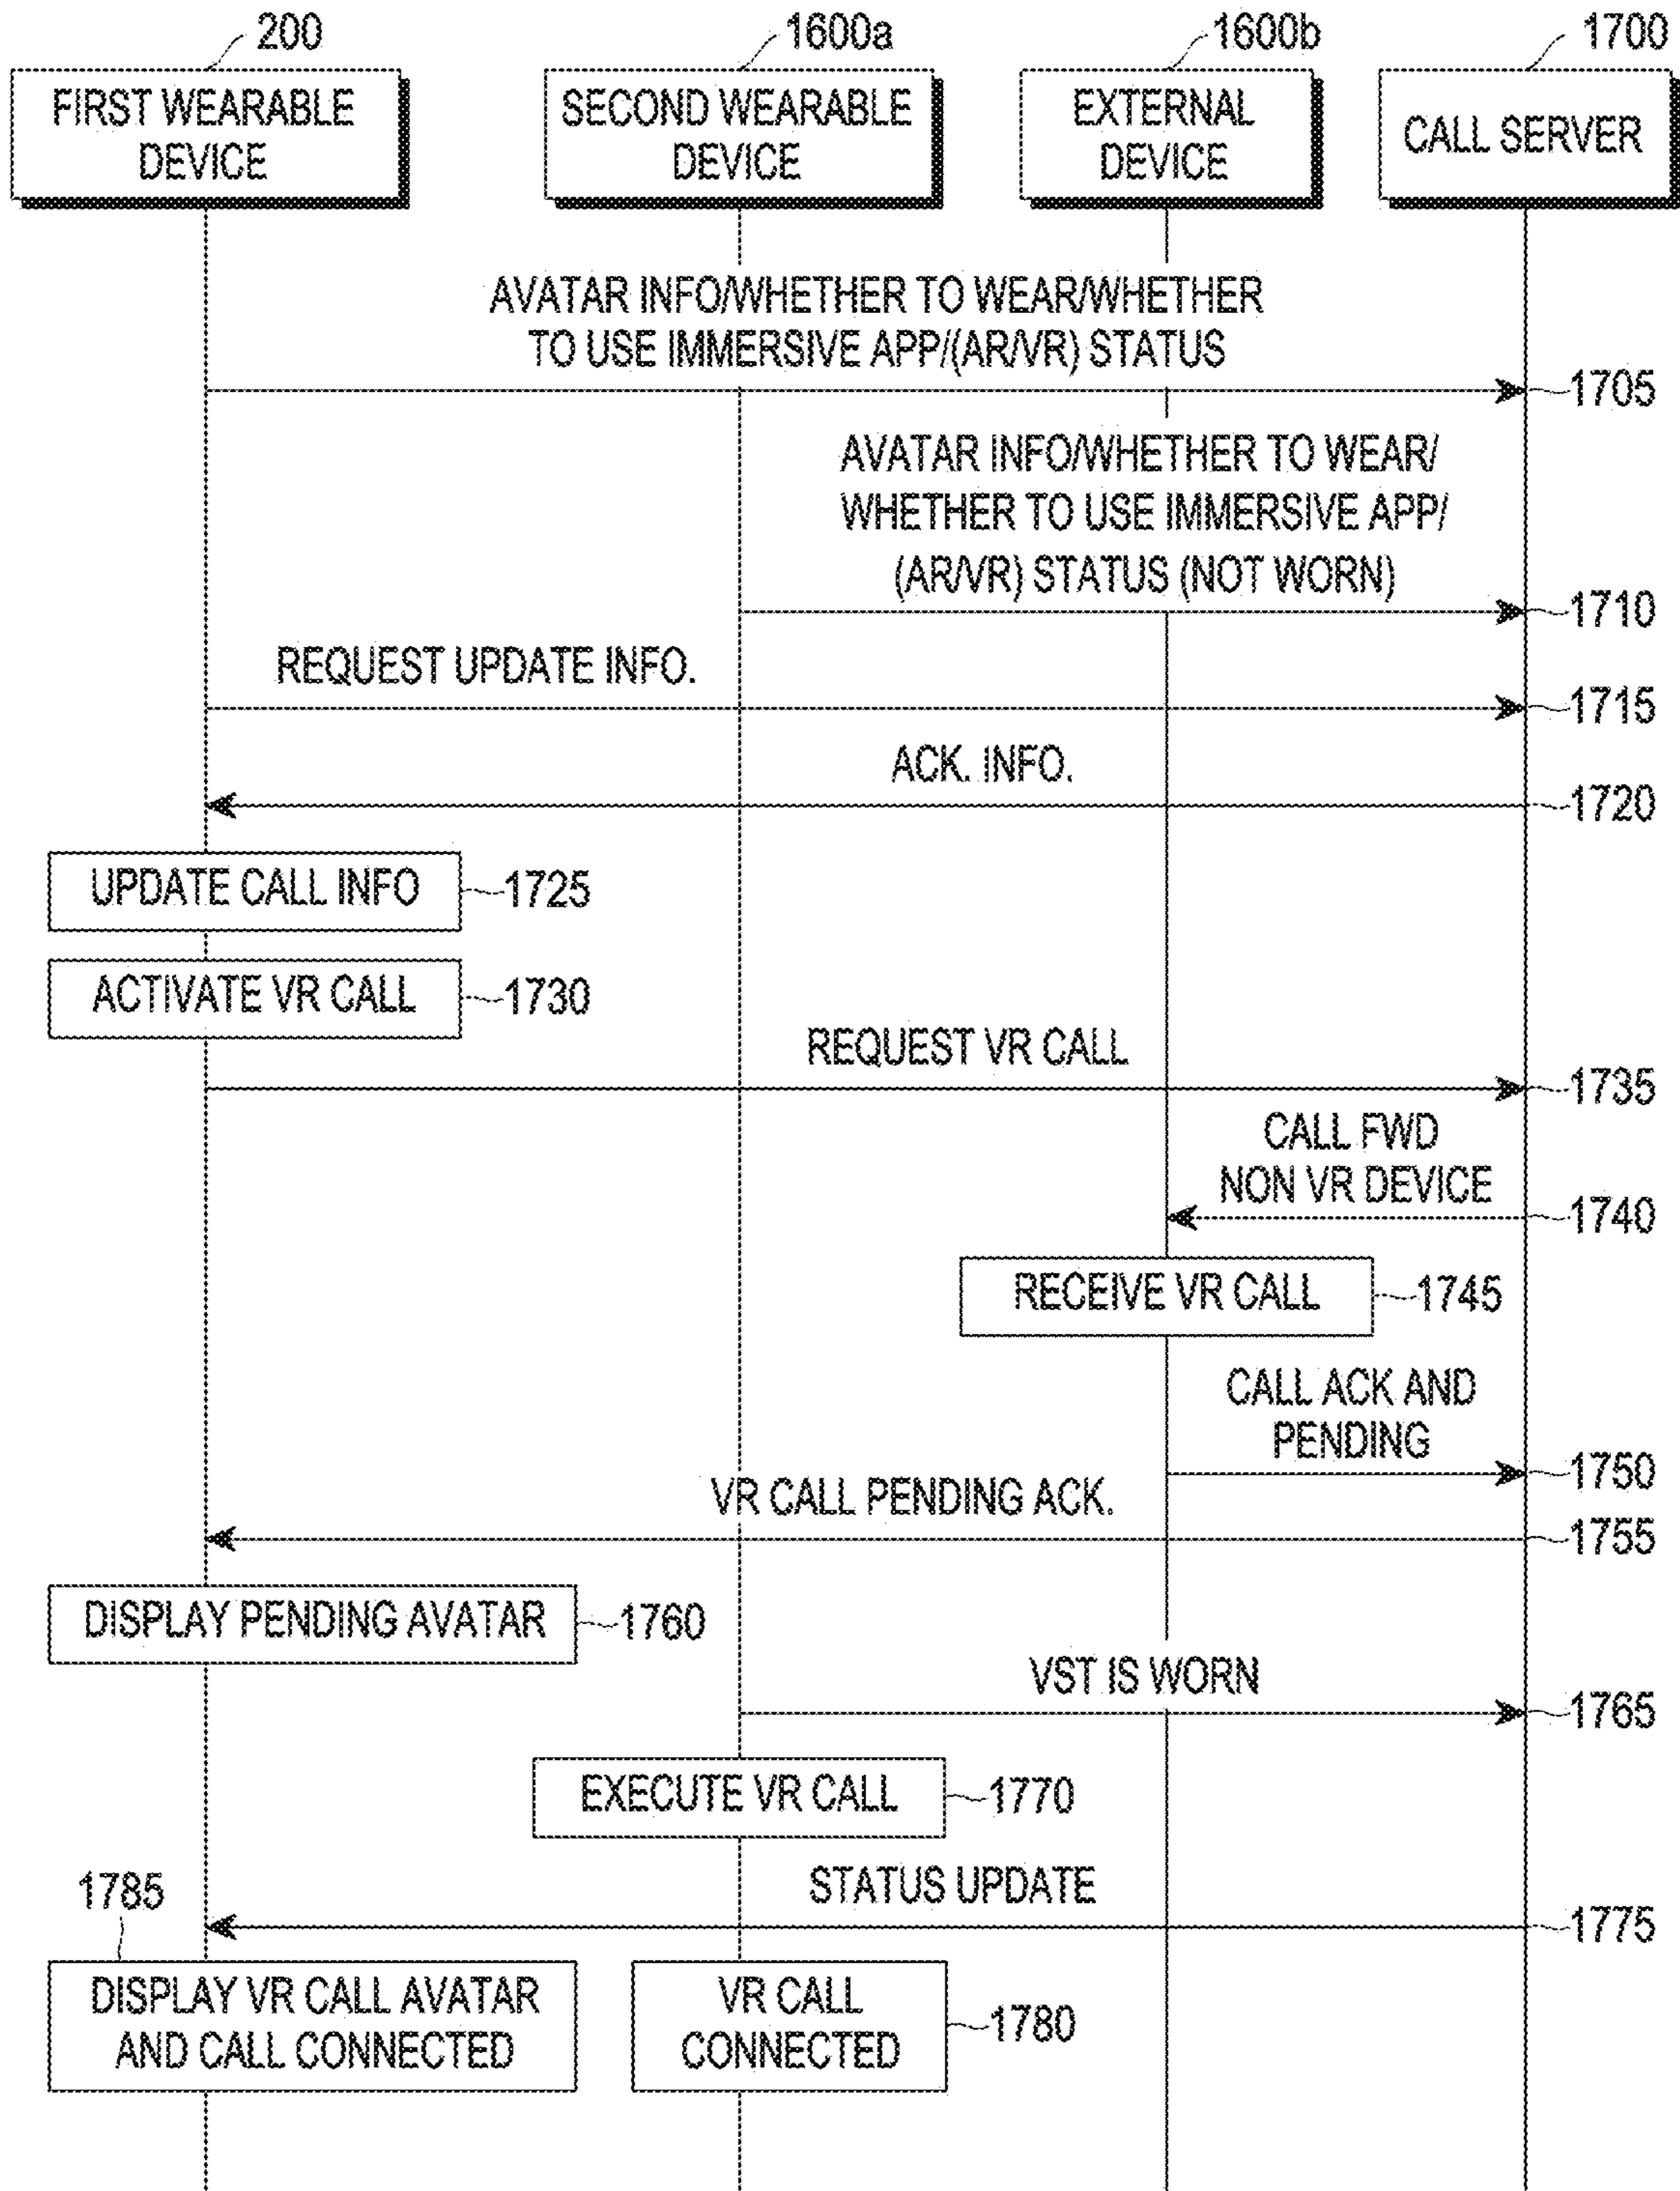 200
1600a
1600b
1700
FIRST WEARABLE
DEVICE
SECOND WEARABLE
DEVICE
EXTERNAL
DEVICE
CALL SERVER
AVATAR INFO/WHETHER TO WEAR/WHETHER
TO USE IMMERSIVE APP/(AR/VR) STATUS
1705
AVATAR INFO/WHETHER TO WEAR/
WHETHER TO USE IMMERSIVE APP/
(AR/VR) STATUS (NOT WORN)
1710
REQUEST UPDATE INFO.
1715
ACK. INFO.
1720
UPDATE CALL INFO
1725
ACTIVATE VR CALL
1730
REQUEST VR CALL
1735
CALL FWD
NON VR DEVICE
1740
RECEIVE VR CALL
1745
CALL ACK AND
PENDING
1750
VR CALL PENDING ACK.
1755
DISPLAY PENDING AVATAR
1760
VST IS WORN
1765
EXECUTE VR CALL
1770
STATUS UPDATE
1775
1785
DISPLAY VR CALL AVATAR
AND CALL CONNECTED
VR CALL
CONNECTED
1780